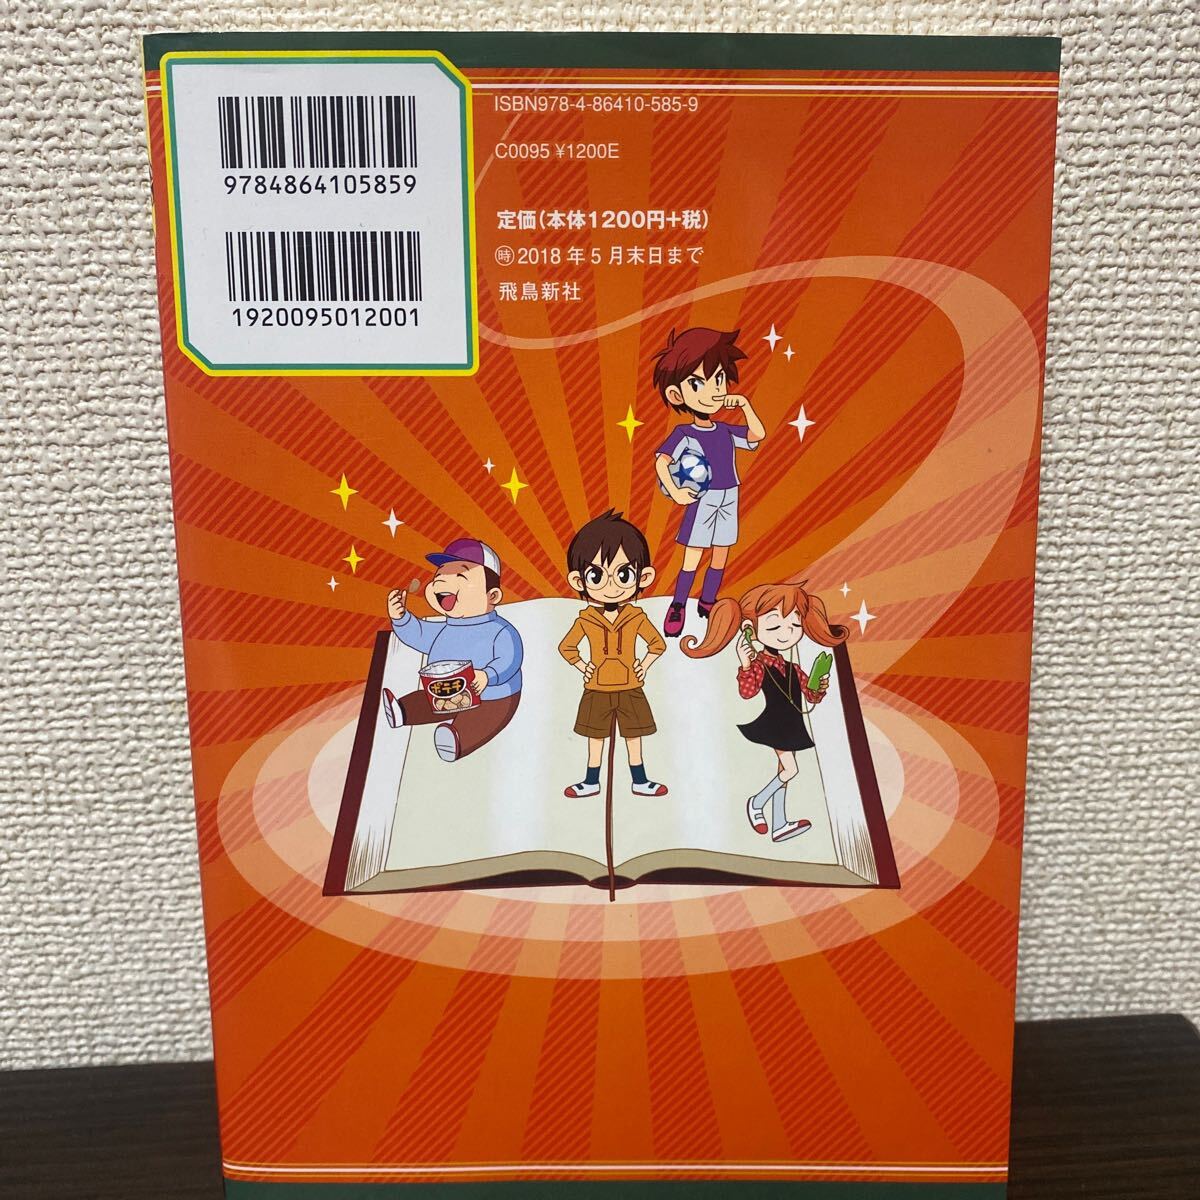 9784864105859
1920095012001
ISBN978-4-86410-585-9
C0095 ¥1200E
定価(本体1200円+税)
時 2018年5月末日まで
飛鳥新社
ポテチ